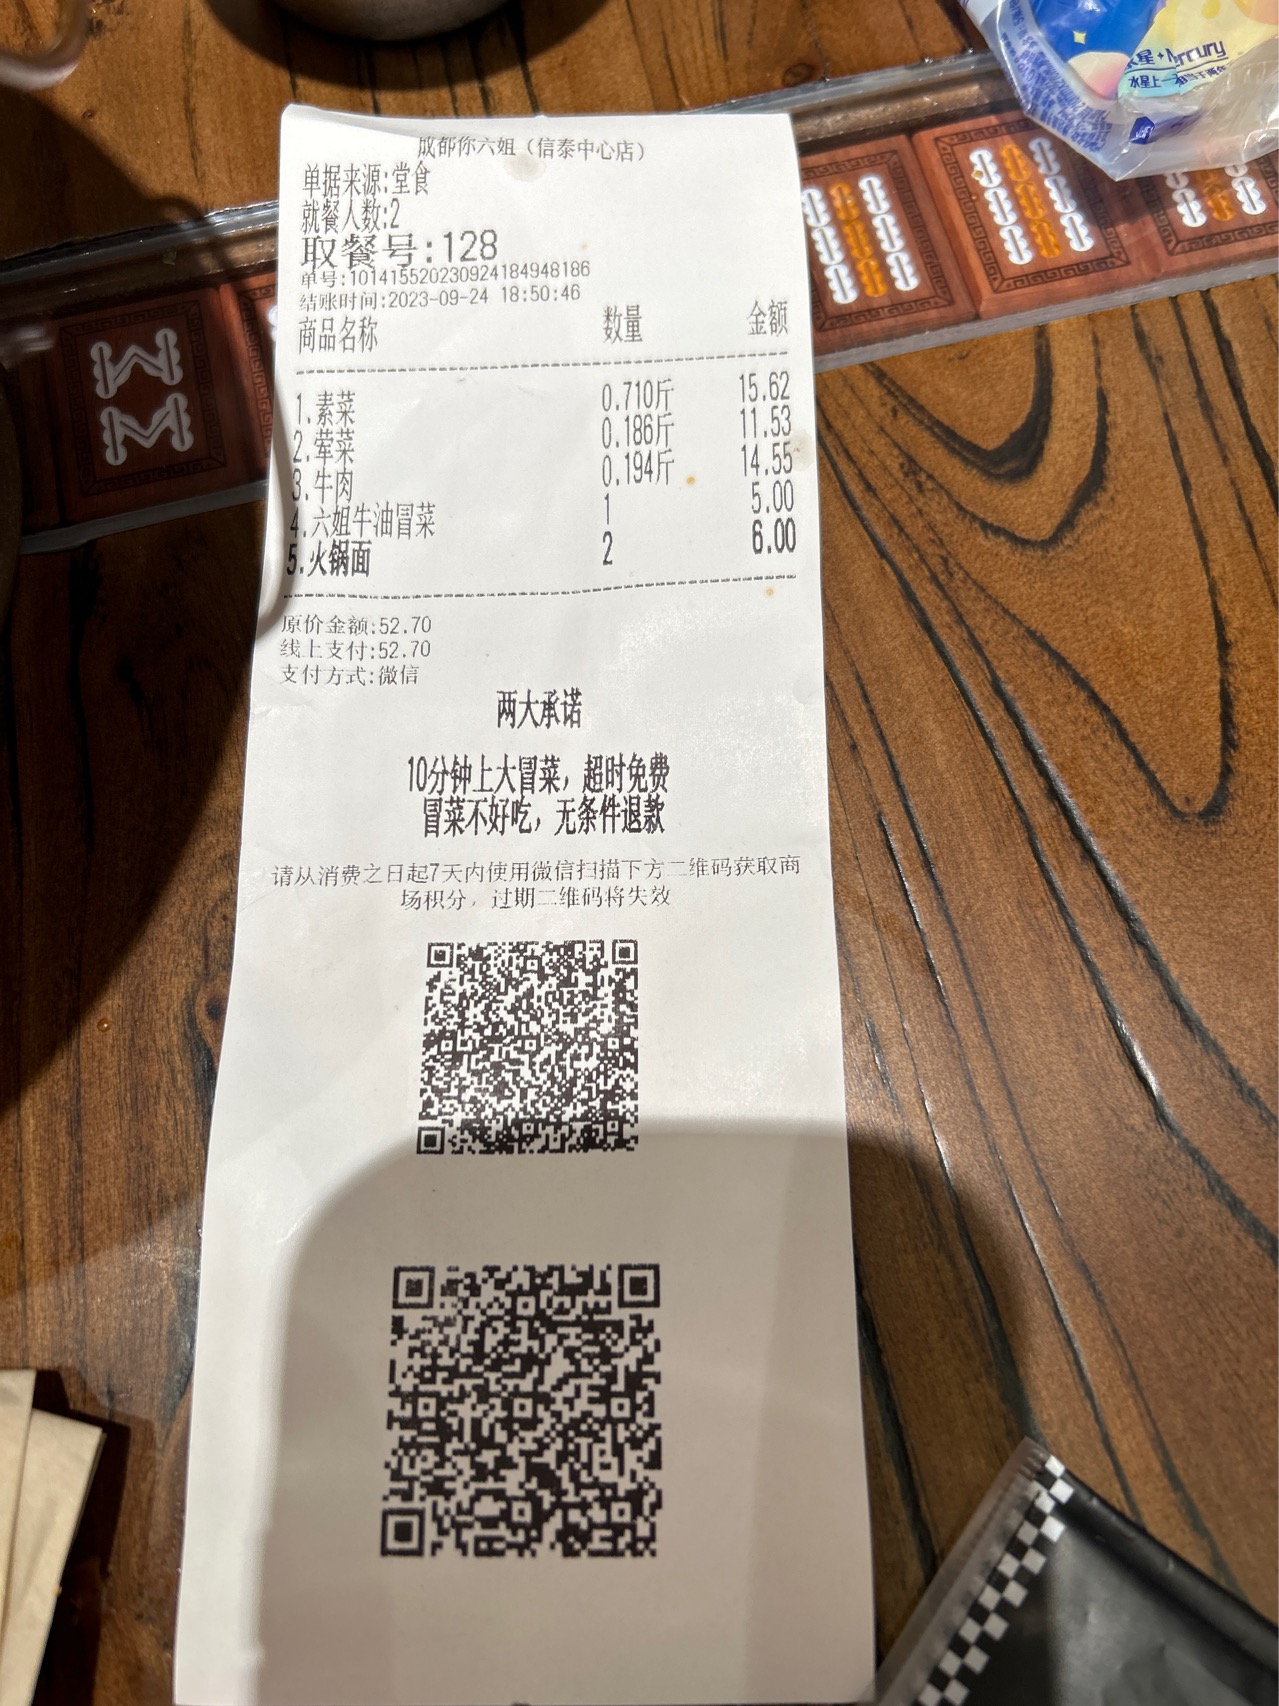 水星·Mercury
成都你六姐（信泰中心店）
单据来源:堂食
就餐人数:2
取餐号:128
单号:10141552023092418494​8186
结账时间:2023-09-24 18:50:46
商品名称 数量 金额
1.素菜 0.710斤 15.62
2.荤菜 0.186斤 11.53
3.牛肉 0.194斤 14.55
4.六姐牛油冒菜 1 5.00
5.火锅面 2 6.00
原价金额:52.70
线上支付:52.70
支付方式:微信
两大承诺
10分钟上大冒菜，超时免费
冒菜不好吃，无条件退款
请从消费之日起7天内使用微信扫描下方二维码获取商
场积分，过期二维码将失效